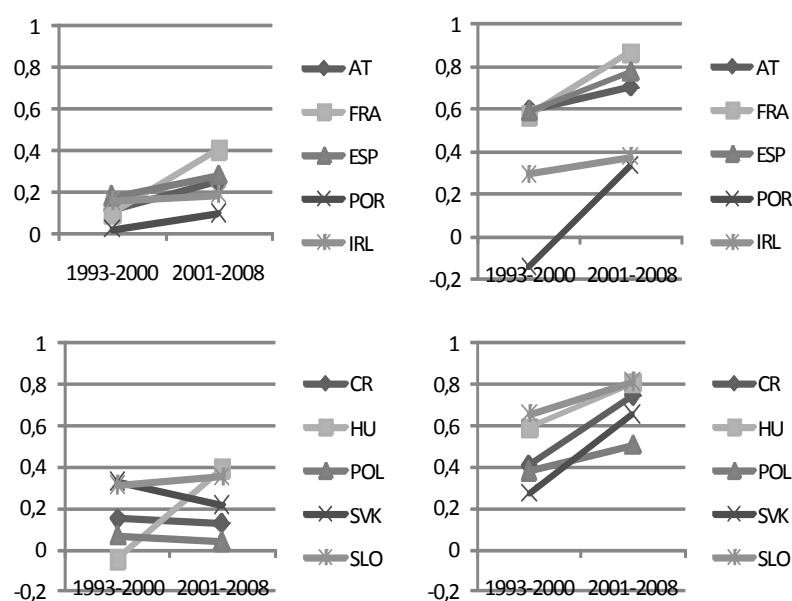 1
0,8
0,6
0,4
0,2
0
1993-2000 2001-2008
AT
FRA
ESP
POR
IRL
1
0,8
0,6
0,4
0,2
0
-0,2
1993-2000 2001-2008
AT
FRA
ESP
POR
IRL
1
0,8
0,6
0,4
0,2
0
-0,2
1993-2000 2001-2008
CR
HU
POL
SVK
SLO
1
0,8
0,6
0,4
0,2
0
-0,2
1993-2000 2001-2008
CR
HU
POL
SVK
SLO